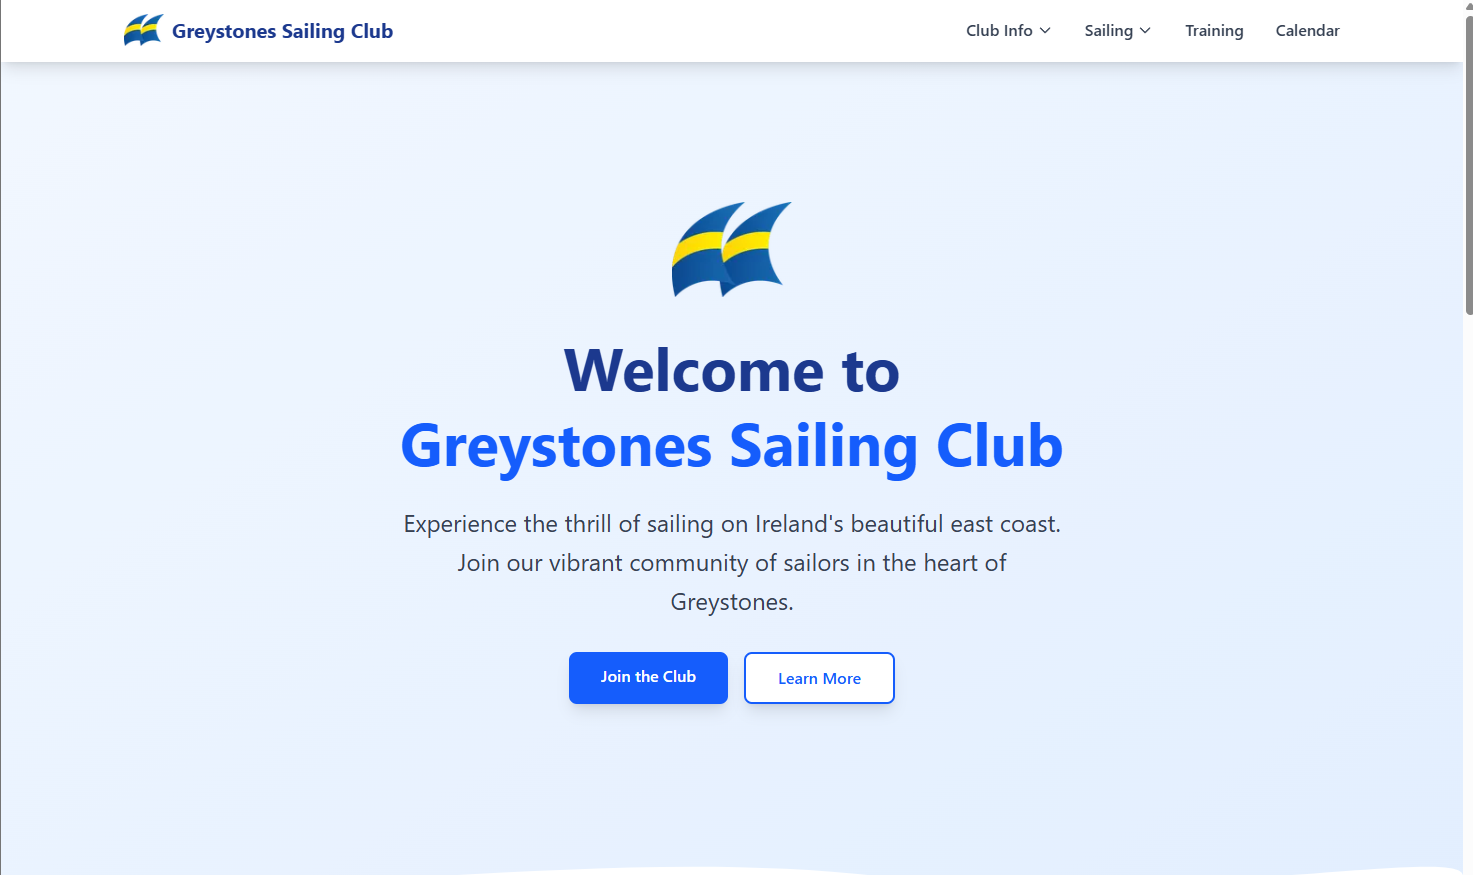 Greystones Sailing Club
Club Info
Sailing
Training
Calendar
Welcome to
Greystones Sailing Club
Experience the thrill of sailing on Ireland's beautiful east coast.
Join our vibrant community of sailors in the heart of
Greystones.
Join the Club
Learn More